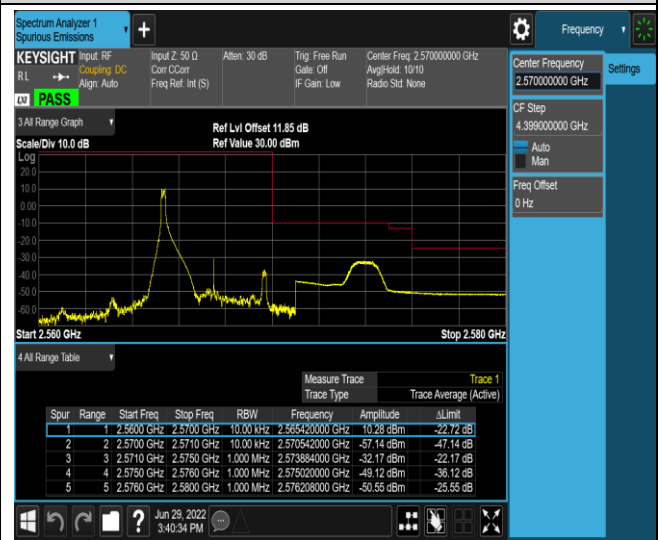 Spectrum Analyzer 1
Spurious Emissions
Frequency
KEYSIGHT
R L
Input: RF
Coupling: DC
Align: Auto
Input Z: 50 Ω
Corr CCorr
Freq Ref: Int (S)
Atten: 30 dB
Trig: Free Run
Gate: Off
IF Gain: Low
Center Freq: 2.570000000 GHz
Avg|Hold: 10/10
Radio Std: None
LNI PASS
3 All Range Graph
Scale/Div 10.0 dB
Ref Lvl Offset 11.85 dB
Ref Value 30.00 dBm
Log
20.0
10.0
0.00
-10.0
-20.0
-30.0
-40.0
-50.0
-60.0
Start 2.560 GHz
Stop 2.580 GHz
4 All Range Table
Measure Trace Trace 1
Trace Type Trace Average (Active)
Spur Range Start Freq Stop Freq RBW Frequency Amplitude ΔLimit
1 1 2.5600 GHz 2.5700 GHz 10.00 kHz 2.565420000 GHz 10.28 dBm -22.72 dB
2 2 2.5700 GHz 2.5710 GHz 10.00 kHz 2.570542000 GHz -57.14 dBm -47.14 dB
3 3 2.5710 GHz 2.5750 GHz 1.000 MHz 2.573884000 GHz -32.17 dBm -22.17 dB
4 4 2.5750 GHz 2.5760 GHz 1.000 MHz 2.575020000 GHz -49.12 dBm -36.12 dB
5 5 2.5760 GHz 2.5800 GHz 1.000 MHz 2.576208000 GHz -50.55 dBm -25.55 dB
Jun 29, 2022
3:40:34 PM
Center Frequency
2.570000000 GHz
Settings
CF Step
4.399000000 GHz
Auto
Man
Freq Offset
0 Hz